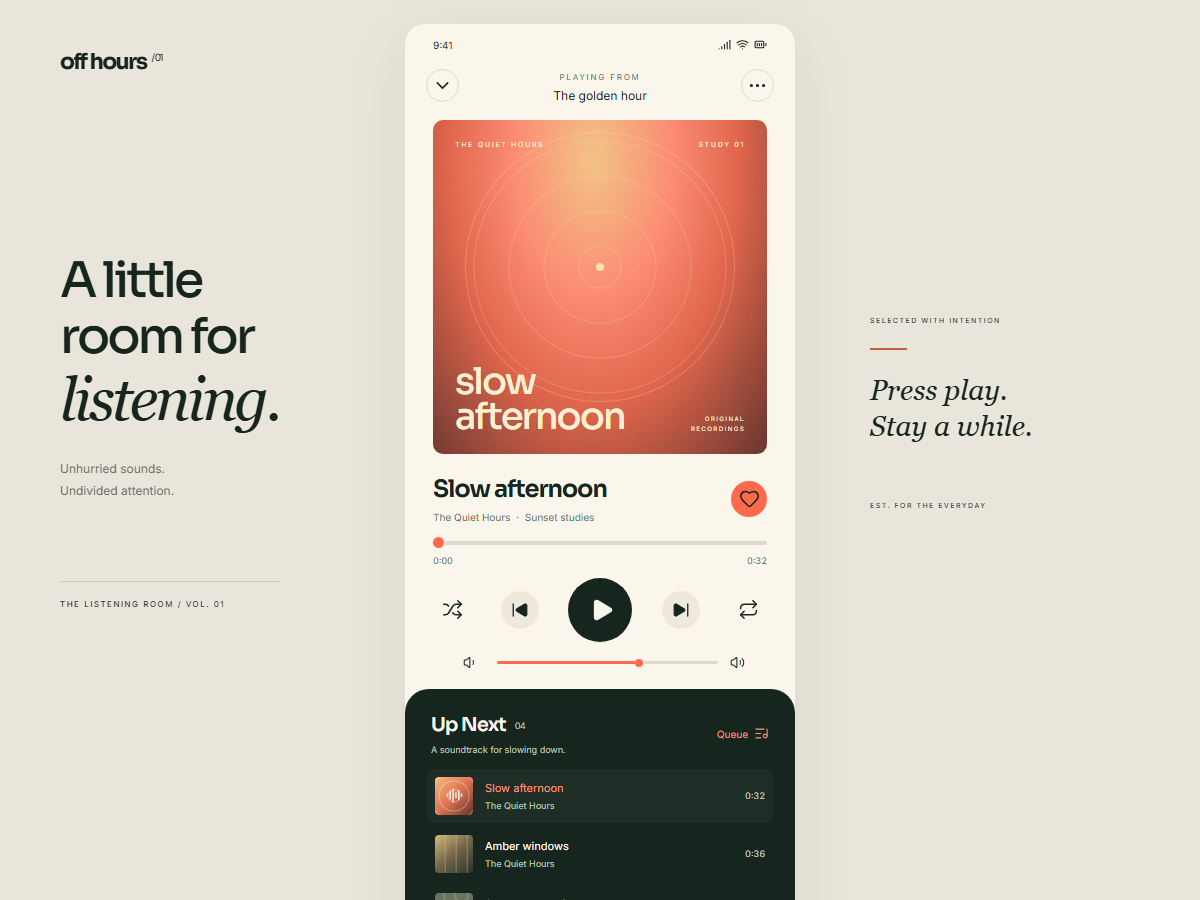 off hours /01
A little
room for
listening.
Unhurried sounds.
Undivided attention.
THE LISTENING ROOM / VOL. 01
9:41
PLAYING FROM
The golden hour
THE QUIET HOURS
STUDY 01
slow
afternoon
ORIGINAL
RECORDINGS
Slow afternoon
The Quiet Hours · Sunset studies
0:00
0:32
Up Next 04
A soundtrack for slowing down.
Queue
Slow afternoon
The Quiet Hours
0:32
Amber windows
The Quiet Hours
0:36
SELECTED WITH INTENTION
Press play.
Stay a while.
EST. FOR THE EVERYDAY